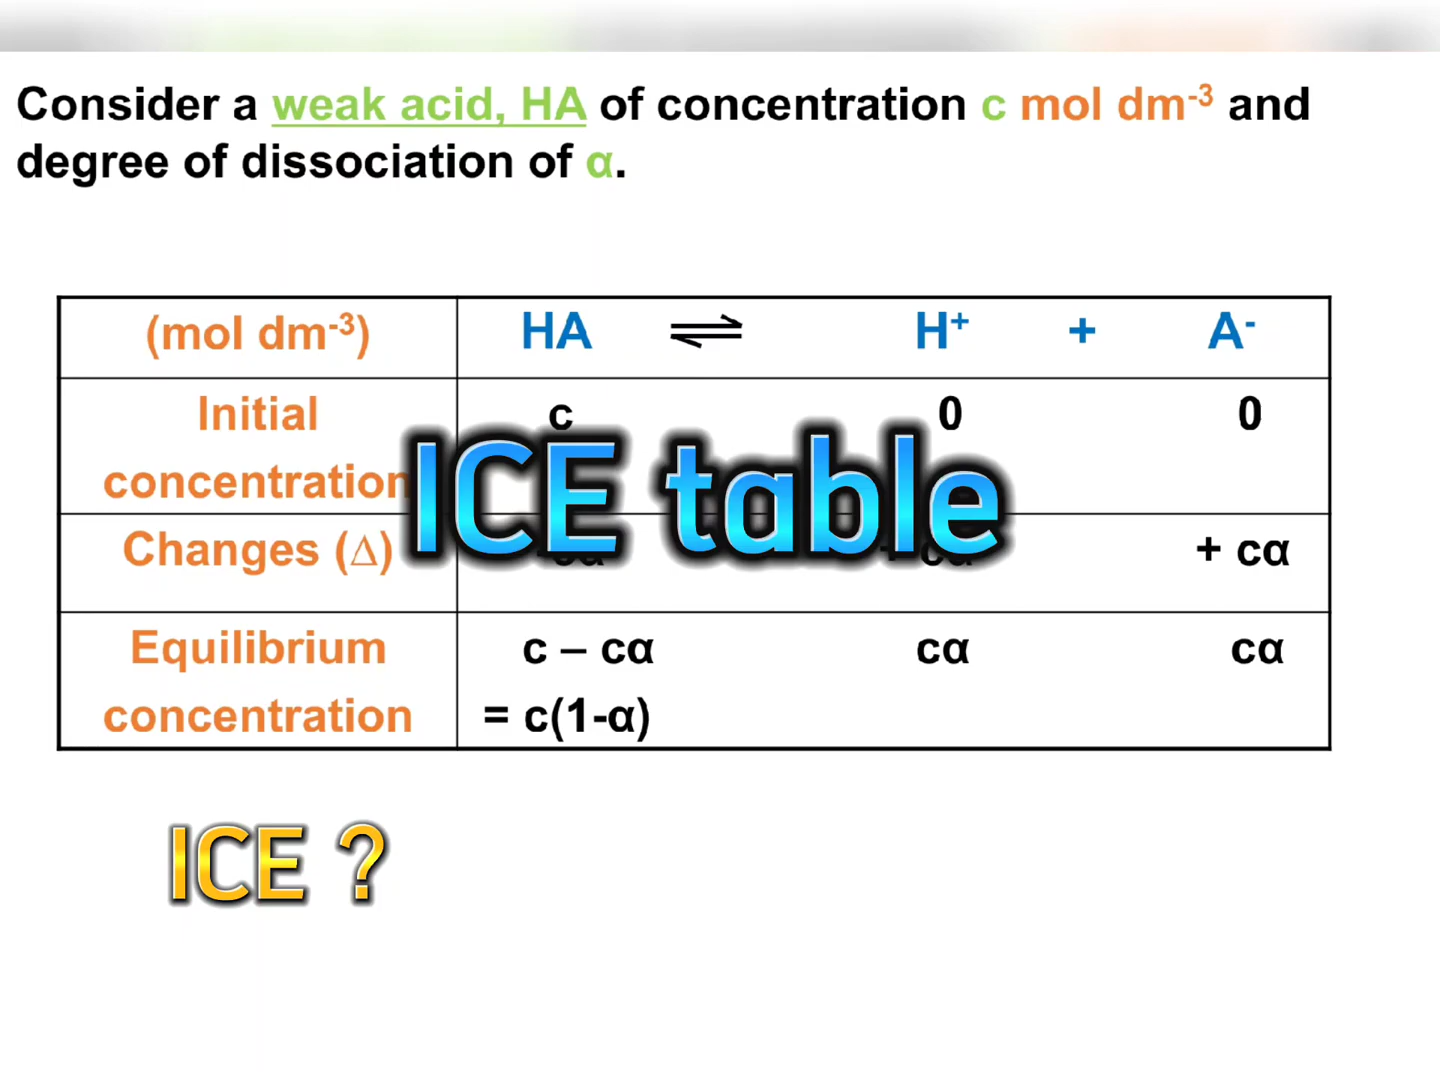 Consider a weak acid, HA of concentration c mol dm⁻³ and
degree of dissociation of α.
(mol dm⁻³) HA ⇌ H⁺ + A⁻
Initial c 0 0
concentration
ICE table
Changes (∆) + cα
Equilibrium c – cα cα cα
concentration = c(1-α)
ICE ?